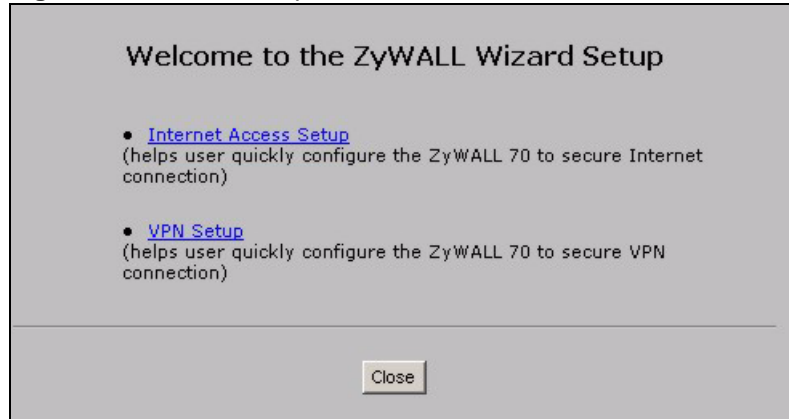 Welcome to the ZyWALL Wizard Setup
• Internet Access Setup
(helps user quickly configure the ZyWALL 70 to secure Internet
connection)
• VPN Setup
(helps user quickly configure the ZyWALL 70 to secure VPN
connection)
Close